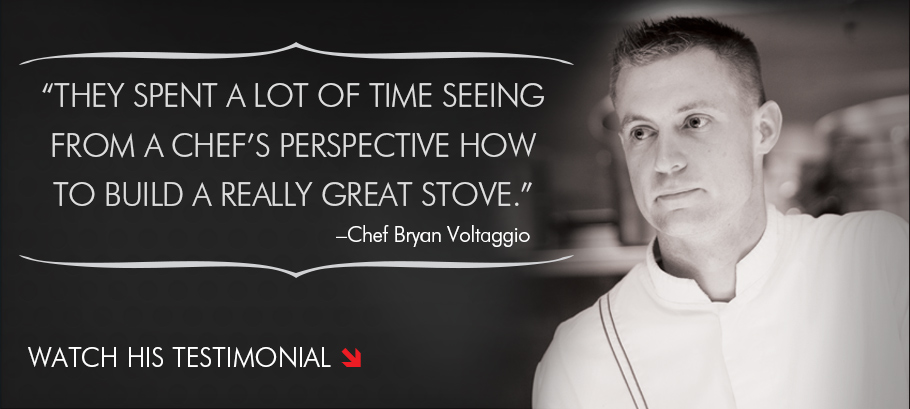 “THEY SPENT A LOT OF TIME SEEING
FROM A CHEF’S PERSPECTIVE HOW
TO BUILD A REALLY GREAT STOVE.”
–Chef Bryan Voltaggio
WATCH HIS TESTIMONIAL